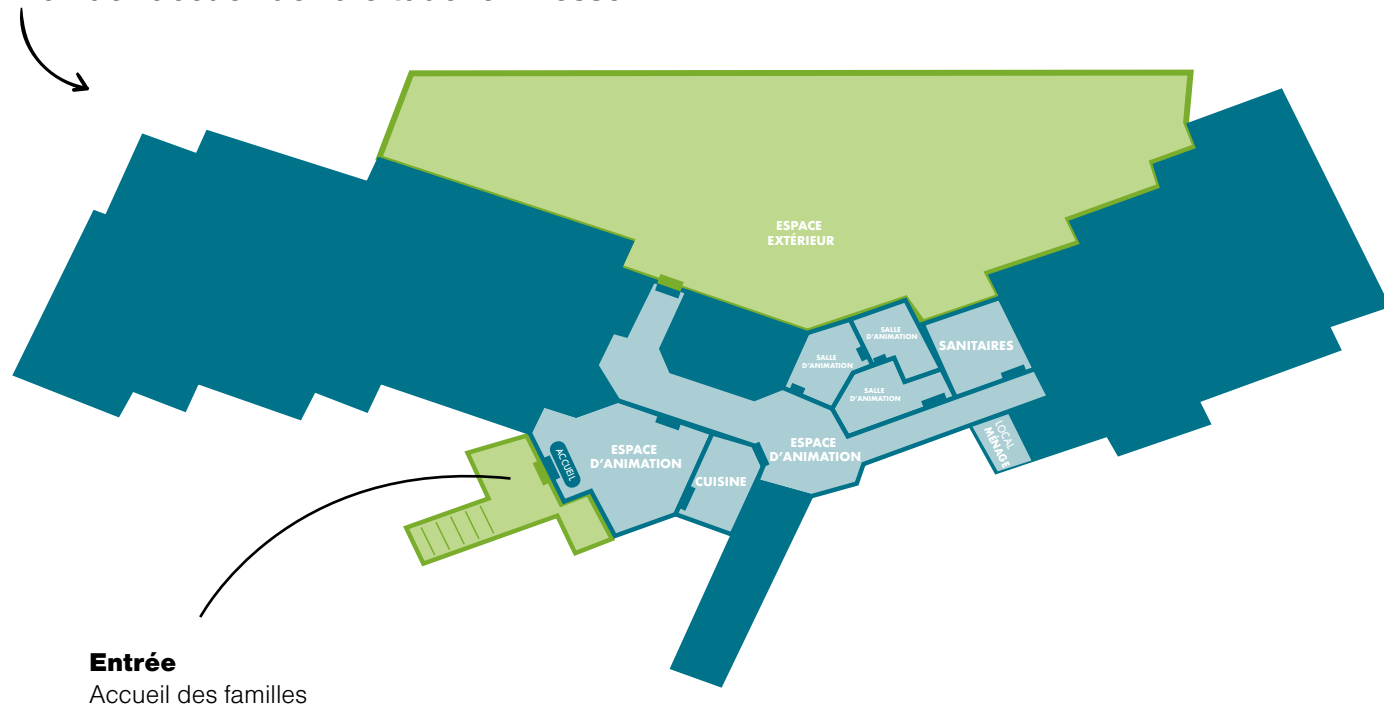 ESPACE
EXTÉRIEUR
SALLE
D'ANIMATION
SALLE
D'ANIMATION
SANITAIRES
SALLE
D'ANIMATION
ESPACE
D'ANIMATION
ACCUEIL
ESPACE
D'ANIMATION
LOCAL
MÉNAGE
CUISINE
Entrée
Accueil des familles